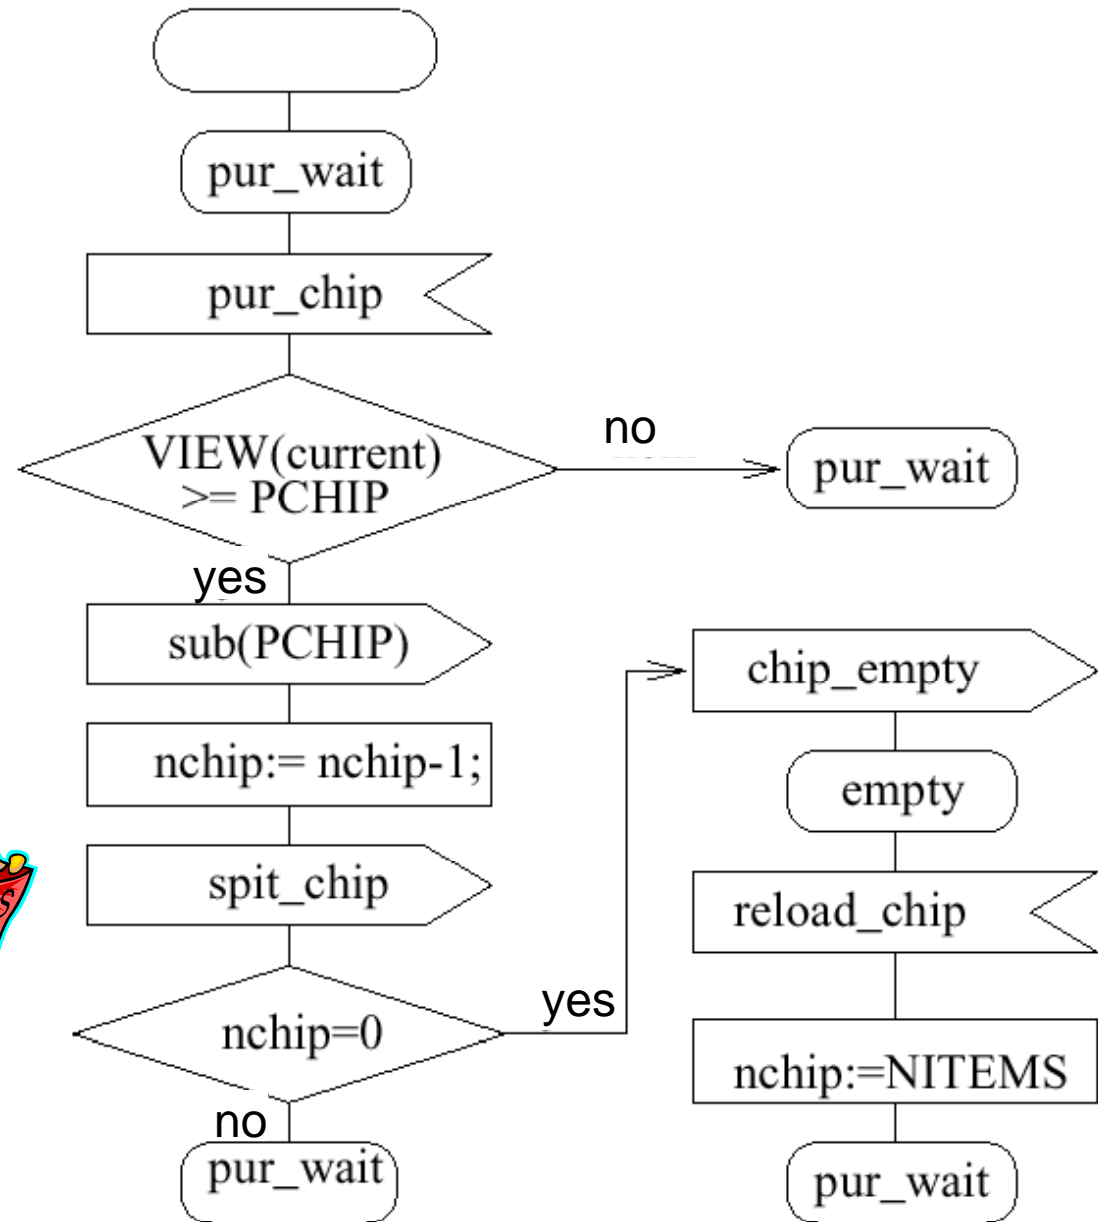 pur_wait
pur_chip
VIEW(current)
>= PCHIP
no
pur_wait
yes
sub(PCHIP)
nchip:= nchip-1;
spit_chip
nchip=0
yes
no
pur_wait
chip_empty
empty
reload_chip
nchip:=NITEMS
pur_wait